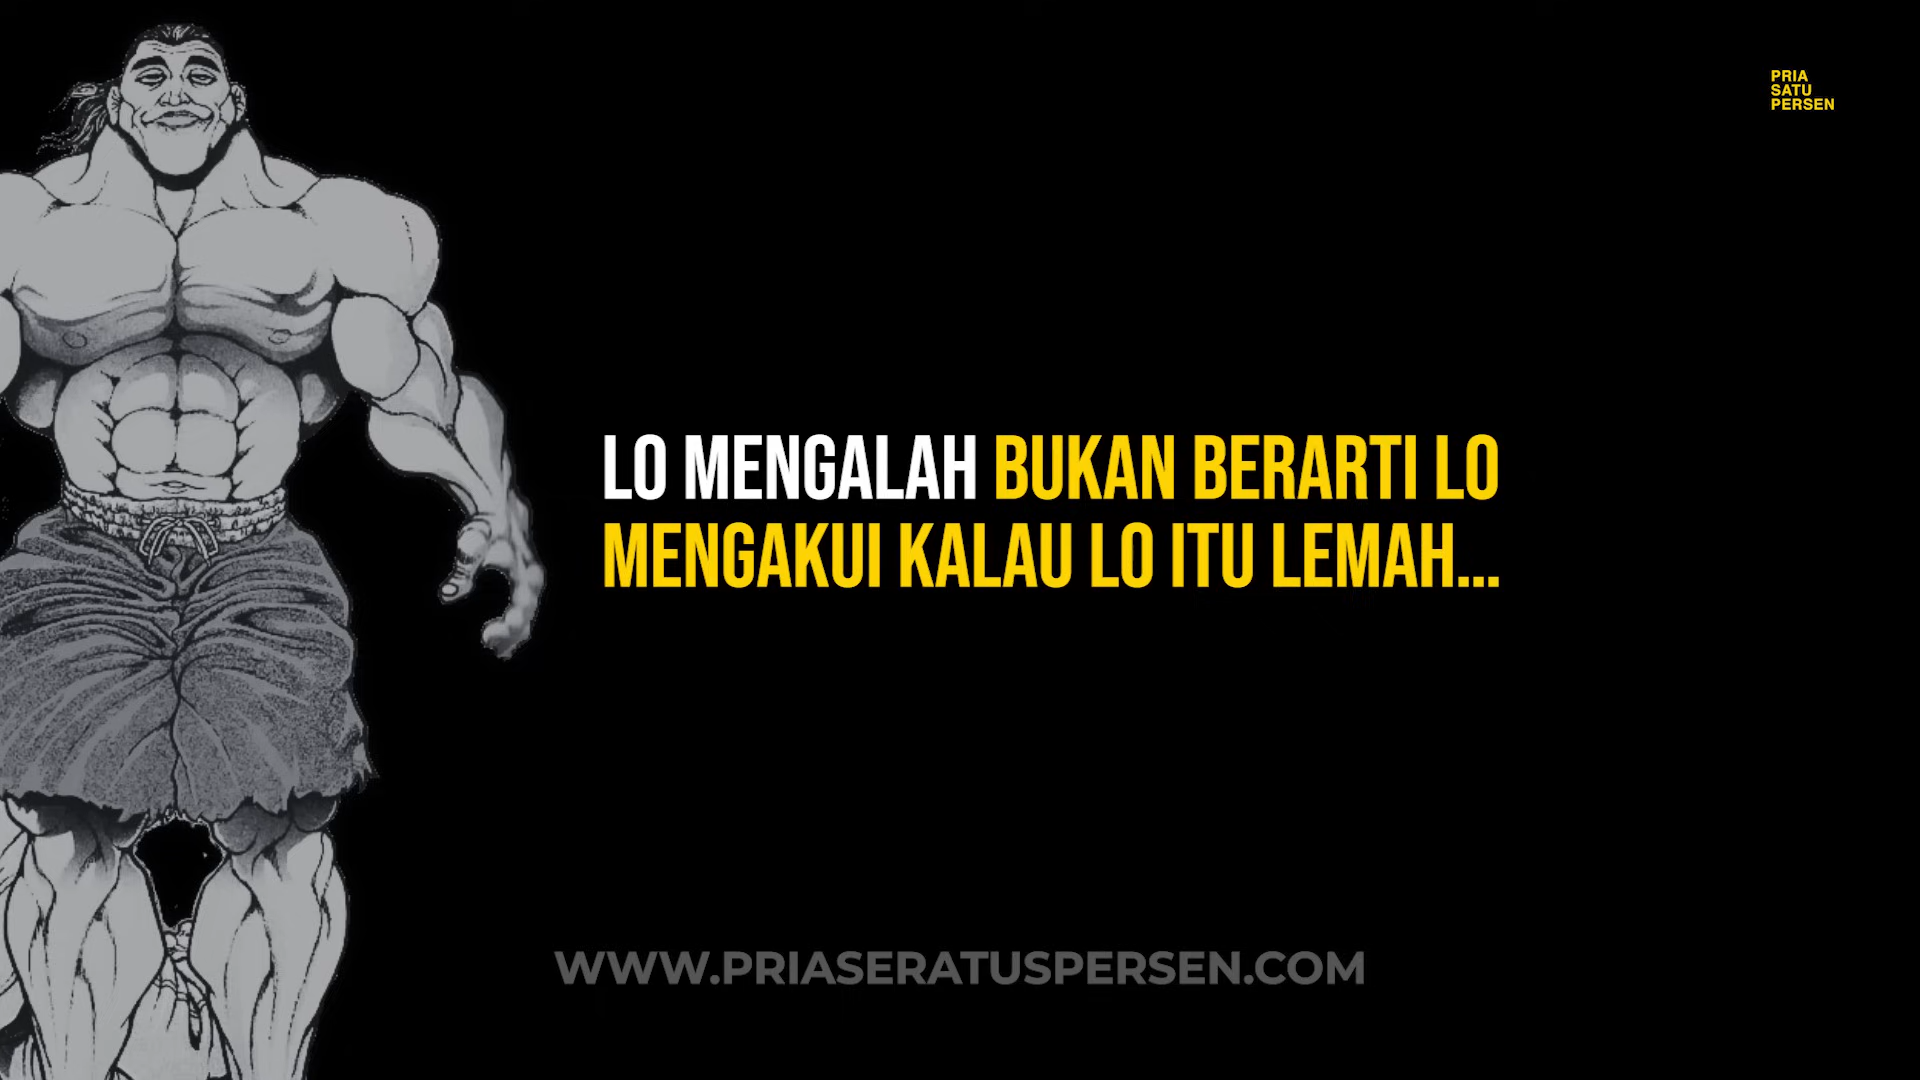 PRIA
SATU
PERSEN
LO MENGALAH BUKAN BERARTI LO
MENGAKUI KALAU LO ITU LEMAH...
WWW.PRIASERATUSPERSEN.COM